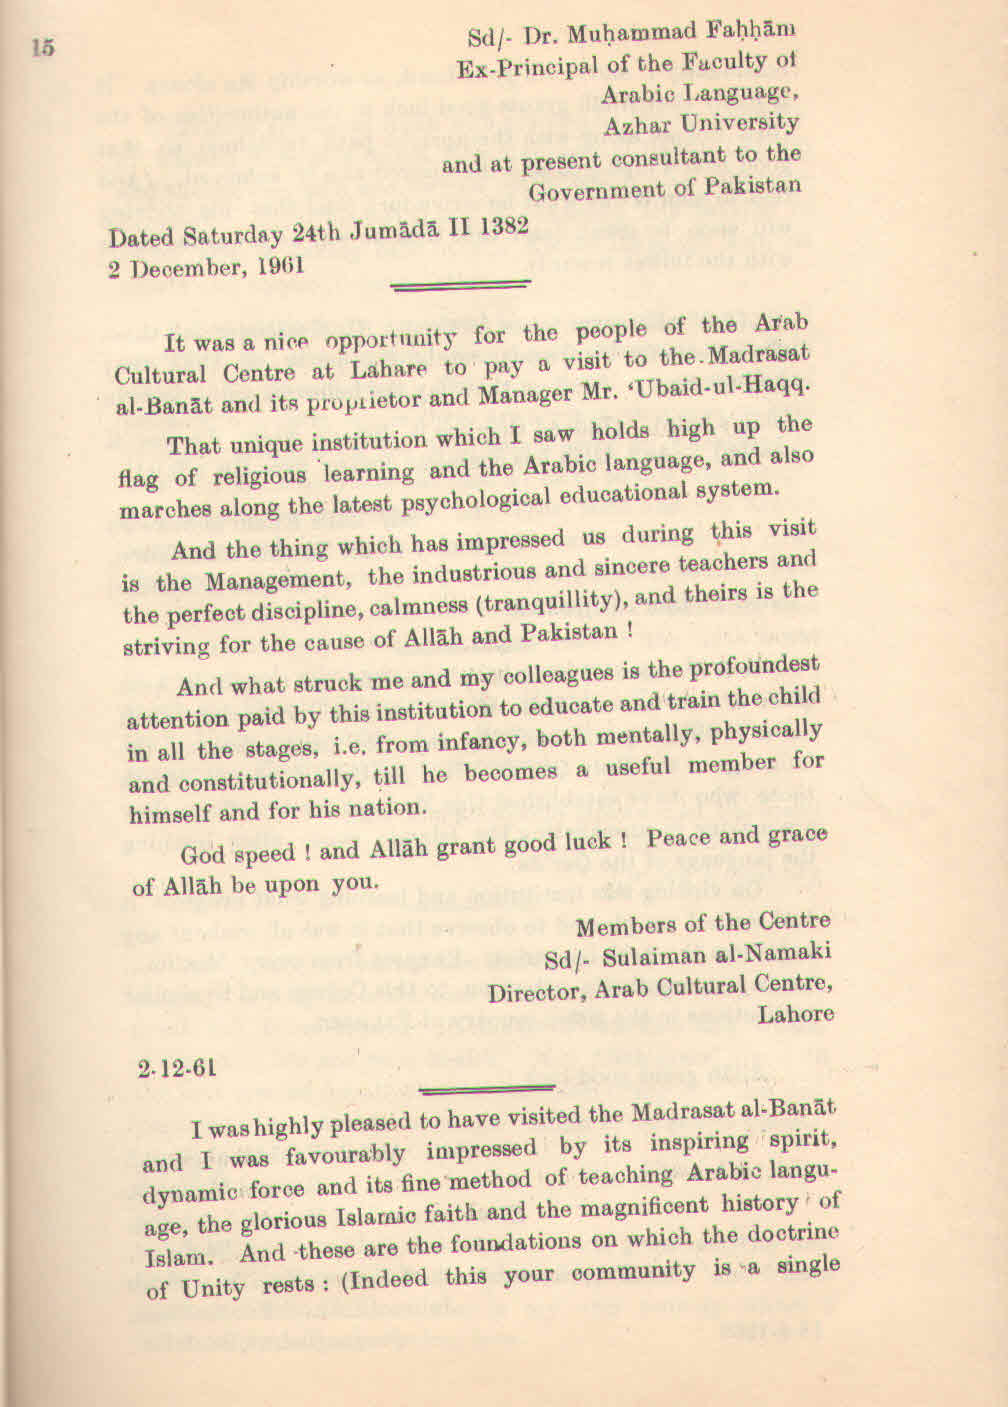 15
Sd/- Dr. Muḥammad Faḥḥām
Ex-Principal of the Faculty of
Arabic Language,
Azhar University
and at present consultant to the
Government of Pakistan
Dated Saturday 24th Jumādā II 1382
2 December, 1961
It was a nice opportunity for the people of the Arab
Cultural Centre at Lahare to pay a visit to the Madrasat
al-Banāt and its proprietor and Manager Mr. ‘Ubaid-ul-Haqq.
That unique institution which I saw holds high up the
flag of religious learning and the Arabic language, and also
marches along the latest psychological educational system.
And the thing which has impressed us during this visit
is the Management, the industrious and sincere teachers and
the perfect discipline, calmness (tranquillity), and theirs is the
striving for the cause of Allāh and Pakistan !
And what struck me and my colleagues is the profoundest
attention paid by this institution to educate and train the child
in all the stages, i.e. from infancy, both mentally, physically
and constitutionally, till he becomes a useful member for
himself and for his nation.
God speed ! and Allāh grant good luck ! Peace and grace
of Allāh be upon you.
Members of the Centre
Sd/- Sulaiman al-Namaki
Director, Arab Cultural Centre,
Lahore
2-12-61
I was highly pleased to have visited the Madrasat al-Banāt
and I was favourably impressed by its inspiring spirit,
dynamic force and its fine method of teaching Arabic langu-
age, the glorious Islamic faith and the magnificent history of
Islam. And these are the foundations on which the doctrine
of Unity rests : (Indeed this your community is a single